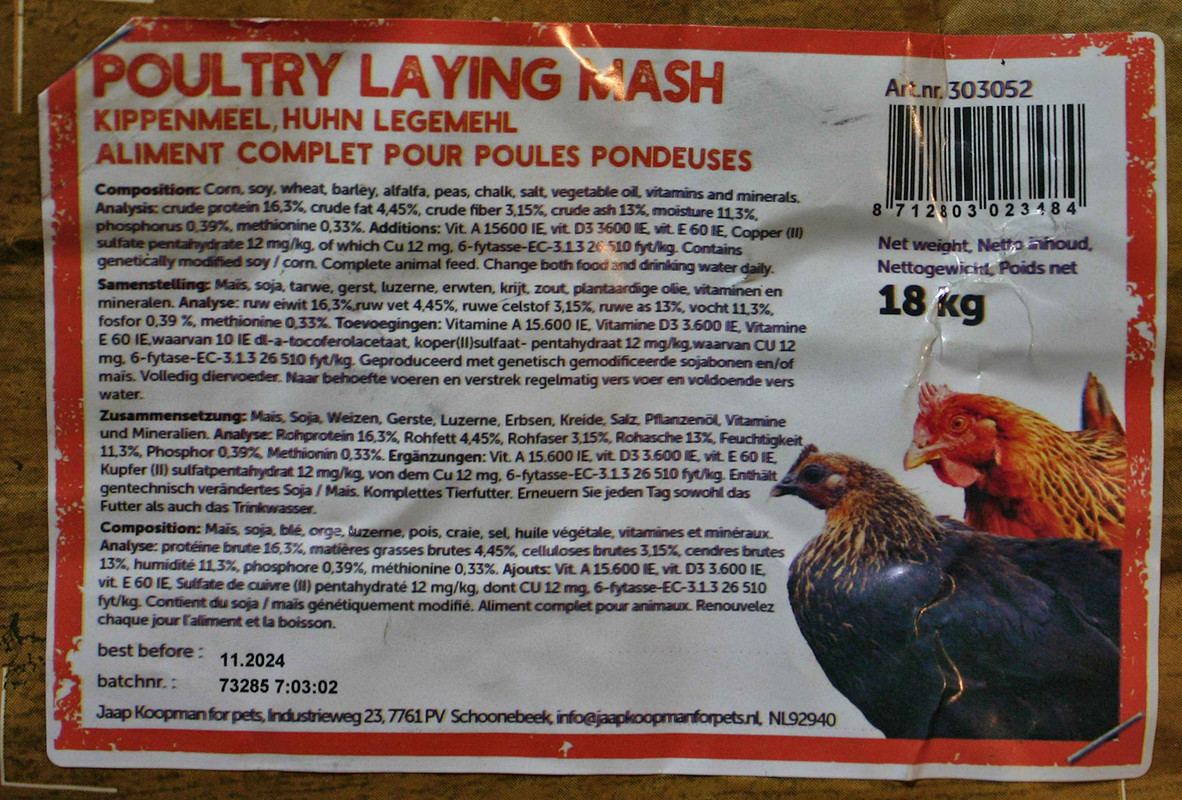 POULTRY LAYING MASH
KIPPENMEEL, HUHN LEGEMEHL
ALIMENT COMPLET POUR POULES PONDEUSES
Composition: Corn, soy, wheat, barley, alfalfa, peas, chalk, salt, vegetable oil, vitamins and minerals.
Analysis: crude protein 16,3%, crude fat 4,45%, crude fiber 3,15%, crude ash 13%, moisture 11,3%,
phosphorus 0,39%, methionine 0,33%. Additions: Vit. A 15600 IE, vit. D3 3600 IE, vit. E 60 IE, Copper (II)
sulfate pentahydrate 12 mg/kg, of which Cu 12 mg, 6-fytasse-EC-3.1.3 26 510 fyt/kg. Contains
genetically modified soy / corn. Complete animal feed. Change both food and drinking water daily.
Samenstelling: Maïs, soja, tarwe, gerst, luzerne, erwten, krijt, zout, plantaardige olie, vitaminen en
mineralen. Analyse: ruw eiwit 16,3%,ruw vet 4,45%, ruwe celstof 3,15%, ruwe as 13%, vocht 11,3%,
fosfor 0,39 %, methionine 0,33%. Toevoegingen: Vitamine A 15.600 IE, Vitamine D3 3.600 IE, Vitamine
E 60 IE,waarvan 10 IE dl-a-tocoferolacetaat, koper(II)sulfaat- pentahydraat 12 mg/kg,waarvan CU 12
mg, 6-fytase-EC-3.1.3 26 510 fyt/kg. Geproduceerd met genetisch gemodificeerde sojabonen en/of
maïs. Volledig diervoeder. Naar behoefte voeren en verstrek regelmatig vers voer en voldoende vers
water.
Zusammensetzung: Mais, Soja, Weizen, Gerste, Luzerne, Erbsen, Kreide, Salz, Pflanzenöl, Vitamine
und Mineralien. Analyse: Rohprotein 16,3%, Rohfett 4,45%, Rohfaser 3,15%, Rohasche 13%, Feuchtigkeit
11,3%, Phosphor 0,39%, Methionin 0,33%. Ergänzungen: Vit. A 15.600 IE, vit. D3 3.600 IE, vit. E 60 IE,
Kupfer (II) sulfatpentahydrat 12 mg/kg, von dem Cu 12 mg, 6-fytasse-EC-3.1.3 26 510 fyt/kg. Enthält
gentechnisch verändertes Soja / Mais. Komplettes Tierfutter. Erneuern Sie jeden Tag sowohl das
Futter als auch das Trinkwasser.
Composition: Maïs, soja, blé, orge, luzerne, pois, craie, sel, huile végétale, vitamines et minéraux.
Analyse: protéine brute 16,3%, matières grasses brutes 4,45%, celluloses brutes 3,15%, cendres brutes
13%, humidité 11,3%, phosphore 0,39%, méthionine 0,33%. Ajouts: Vit. A 15.600 IE, vit. D3 3.600 IE,
vit. E 60 IE, Sulfate de cuivre (II) pentahydraté 12 mg/kg, dont CU 12 mg, 6-fytasse-EC-3.1.3 26 510
fyt/kg. Contient du soja / maïs génétiquement modifié. Aliment complet pour animaux. Renouvelez
chaque jour l'aliment et la boisson.
best before : 11.2024
batchnr. : 73285 7:03:02
Jaap Koopman for pets, Industrieweg 23, 7761 PV Schoonebeek, info@jaapkoopmanforpets.nl, NL92940
Art.nr. 303052
8 712803 023484
Net weight, Netto inhoud,
Nettogewicht, Poids net
18 kg